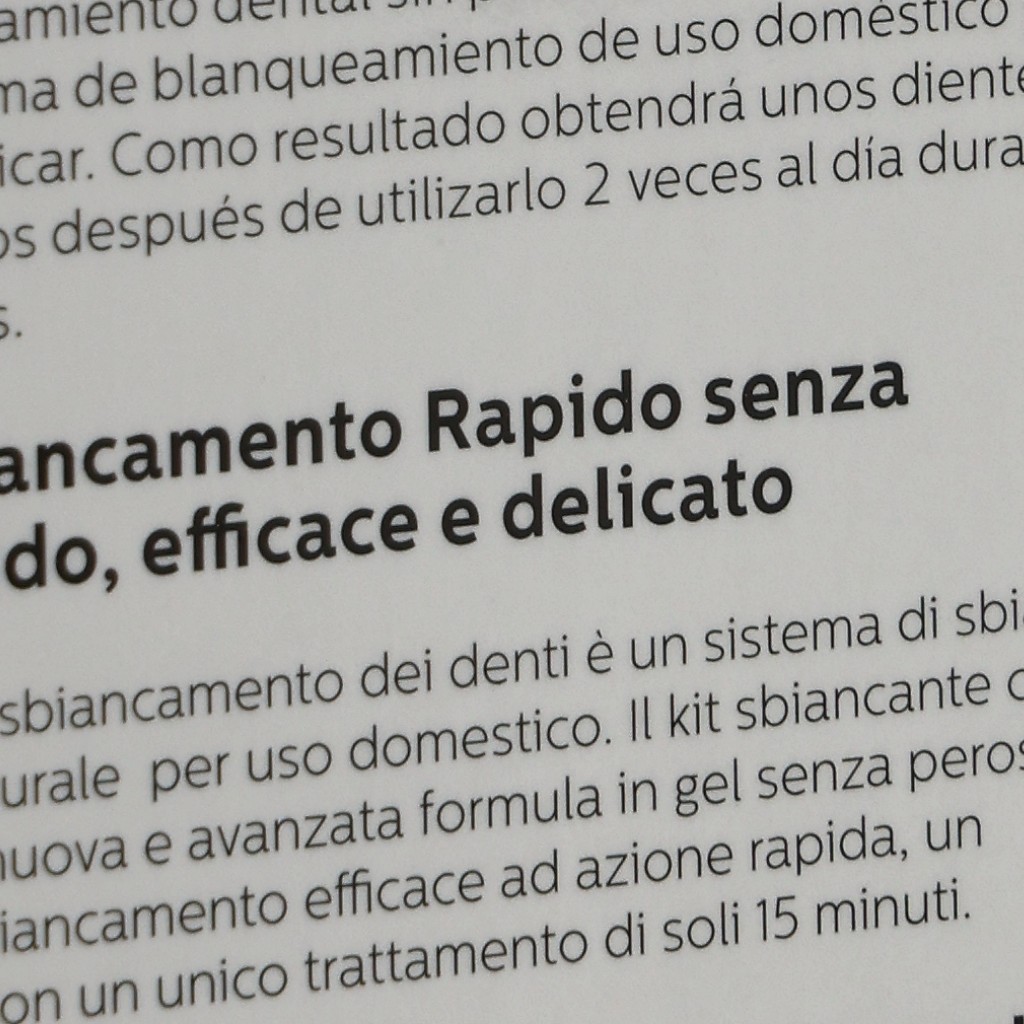 amiento dental
ma de blanqueamiento de uso doméstico
icar. Como resultado obtendrá unos diente
os después de utilizarlo 2 veces al día dura
s.
ancamento Rapido senza
do, efficace e delicato
sbiancamento dei denti è un sistema di sbia
urale per uso domestico. Il kit sbiancante c
nuova e avanzata formula in gel senza peros
iancamento efficace ad azione rapida, un
on un unico trattamento di soli 15 minuti.